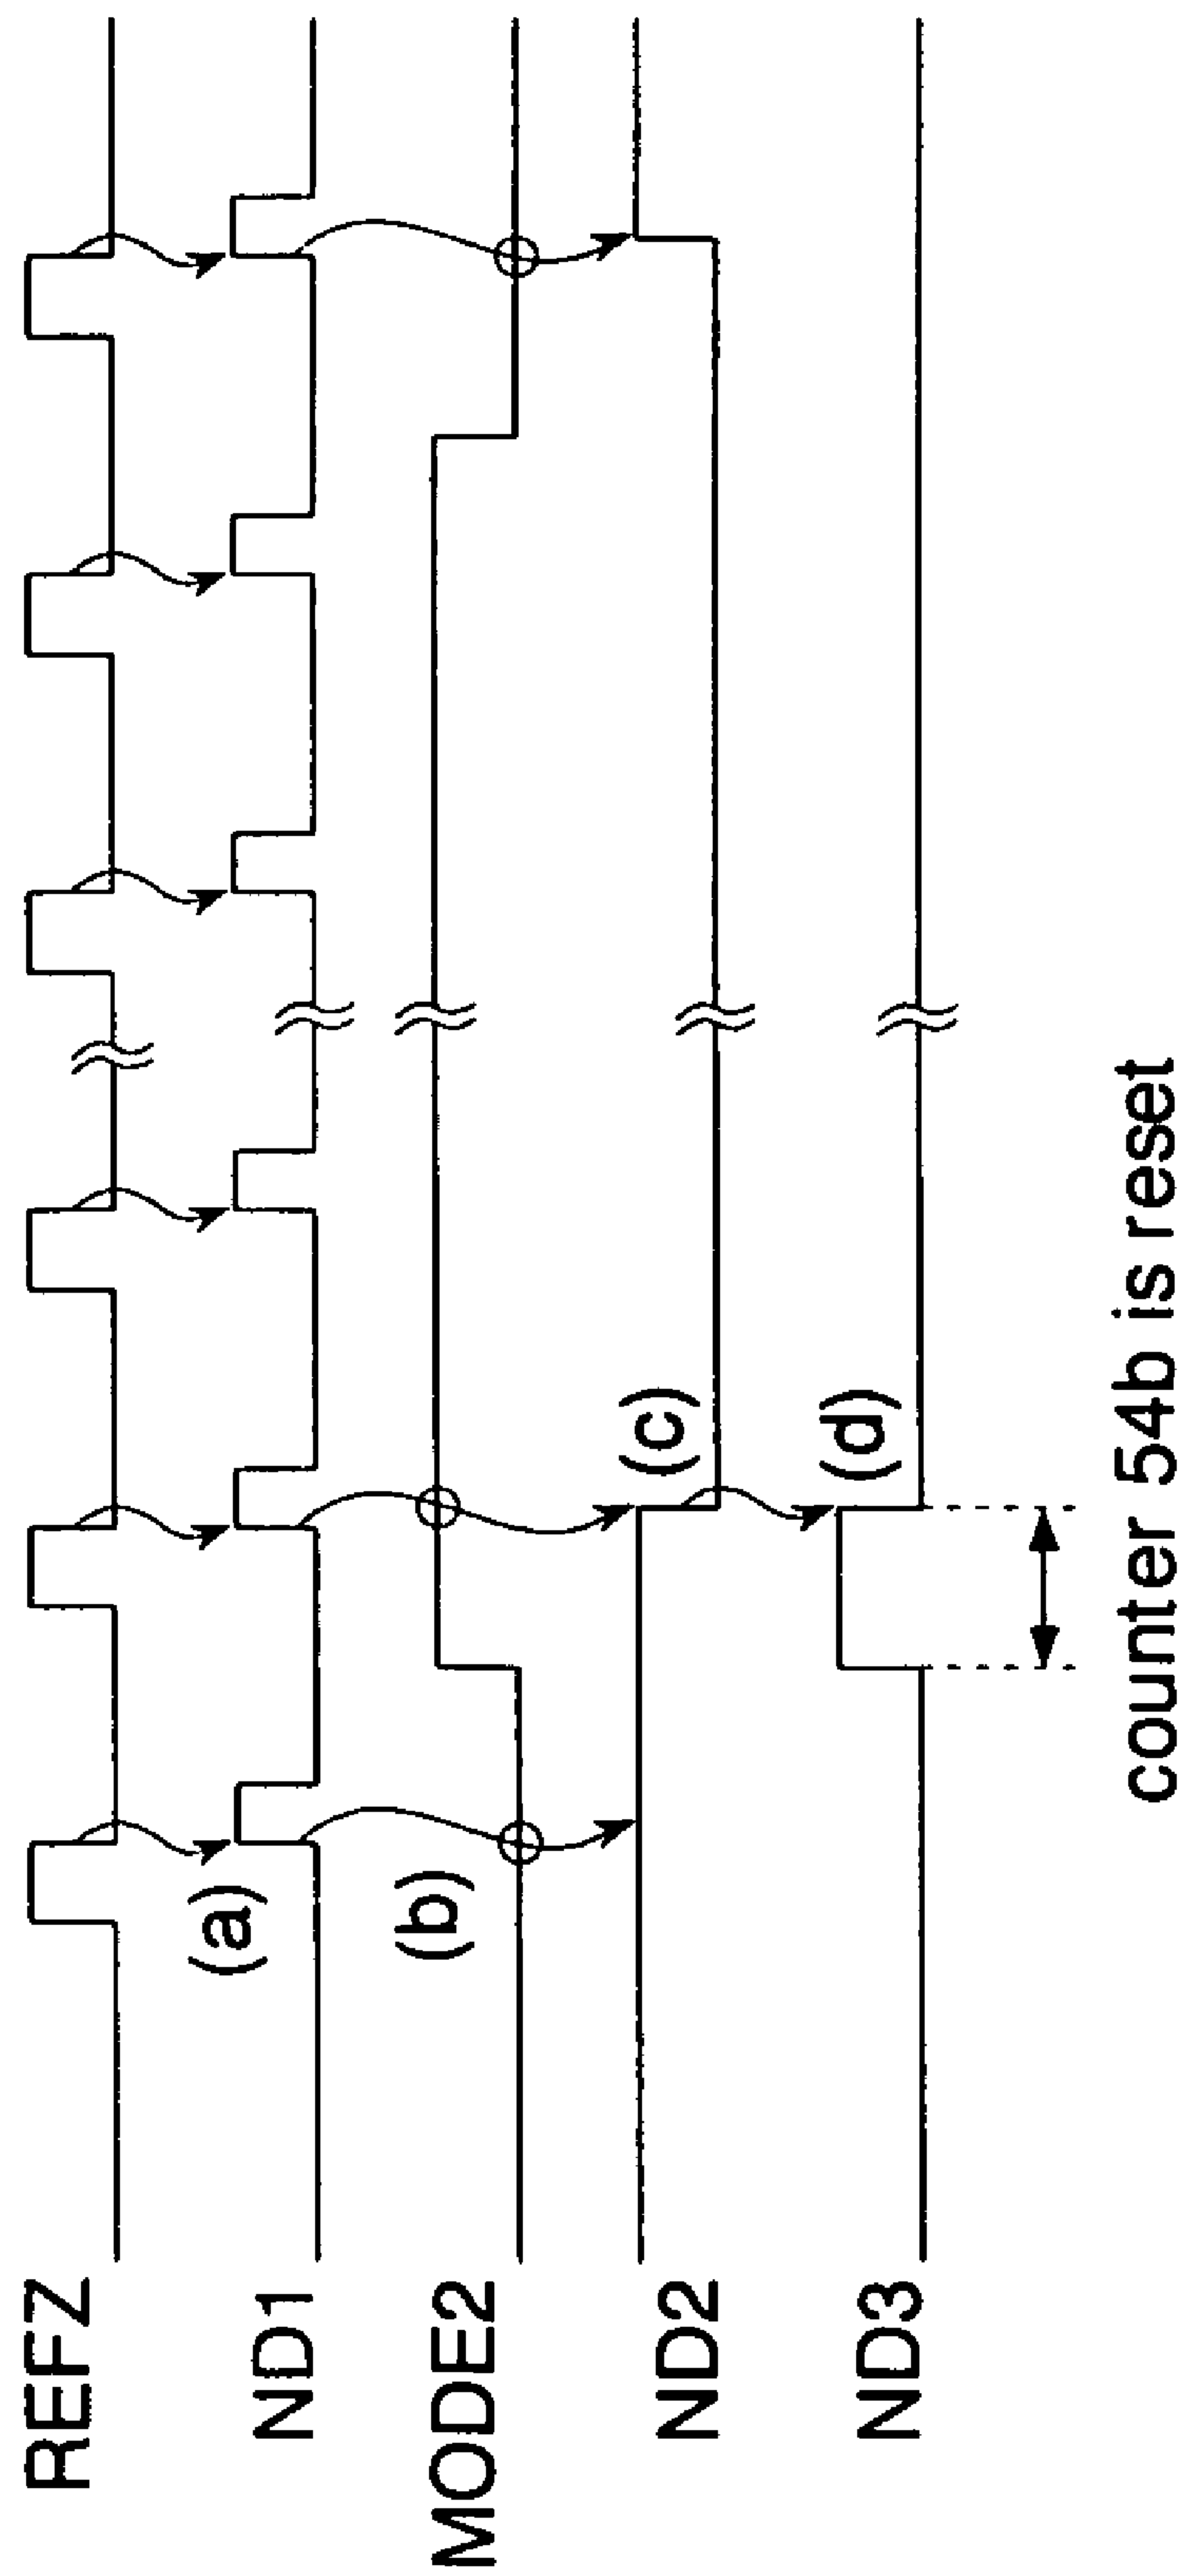 REFZ
ND1
(a)
MODE2
(b)
ND2
(c)
ND3
(d)
counter 54b is reset